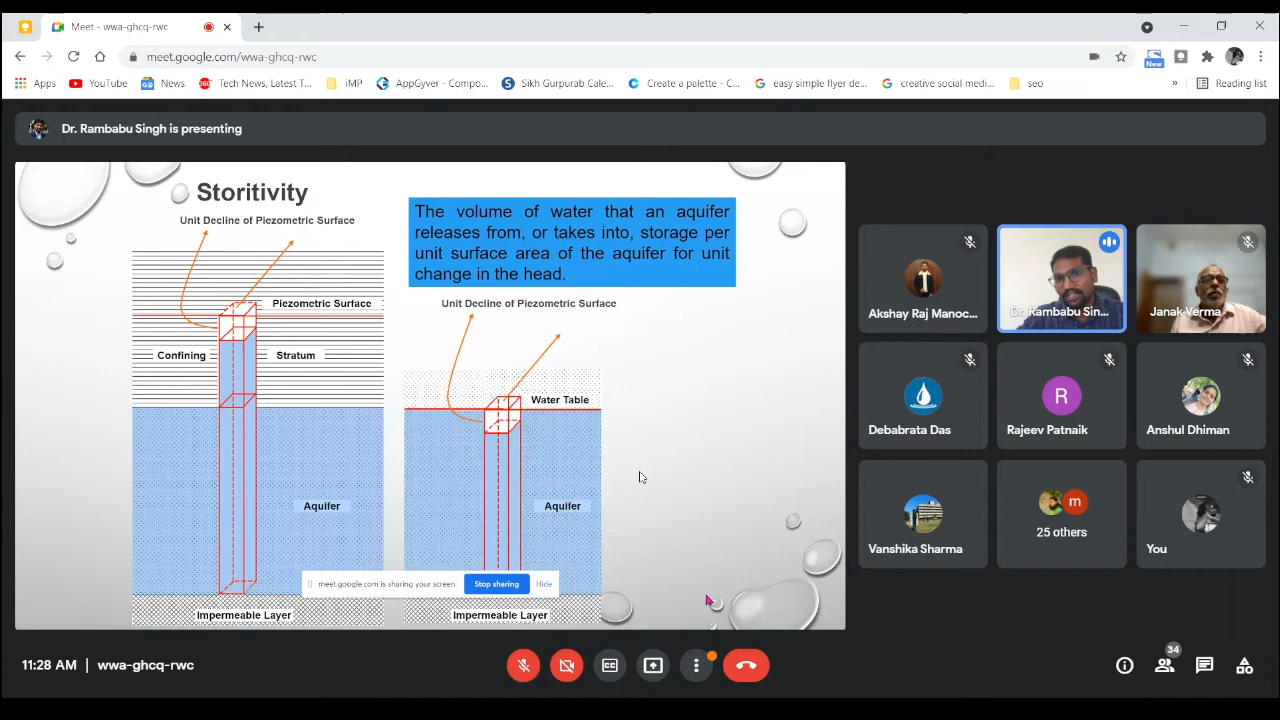 Meet - wwa-ghcq-rwc
meet.google.com/wwa-ghcq-rwc
New
Apps
YouTube
News
Tech News, Latest T...
iMP
AppGyver - Compo...
Sikh Gurpurab Cale...
Create a palette - C...
easy simple flyer de...
creative social medi...
seo
»
Reading list
Dr. Rambabu Singh is presenting
Storitivity
Unit Decline of Piezometric Surface
The volume of water that an aquifer
releases from, or takes into, storage per
unit surface area of the aquifer for unit
change in the head.
Piezometric Surface
Confining
Stratum
Aquifer
Impermeable Layer
Unit Decline of Piezometric Surface
Water Table
Aquifer
Impermeable Layer
meet.google.com is sharing your screen.
Stop sharing
Hide
Akshay Raj Manoc...
Dr. Rambabu Sin...
Janak Verma
Debabrata Das
R
Rajeev Patnaik
Anshul Dhiman
Vanshika Sharma
m
25 others
You
11:28 AM | wwa-ghcq-rwc
CC
34